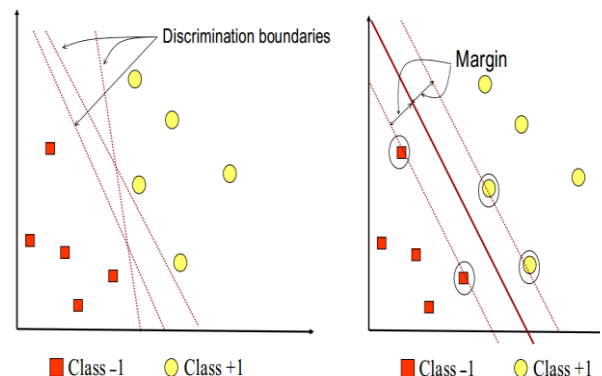 Discrimination boundaries
Class –1
Class +1
Margin
Class –1
Class +1